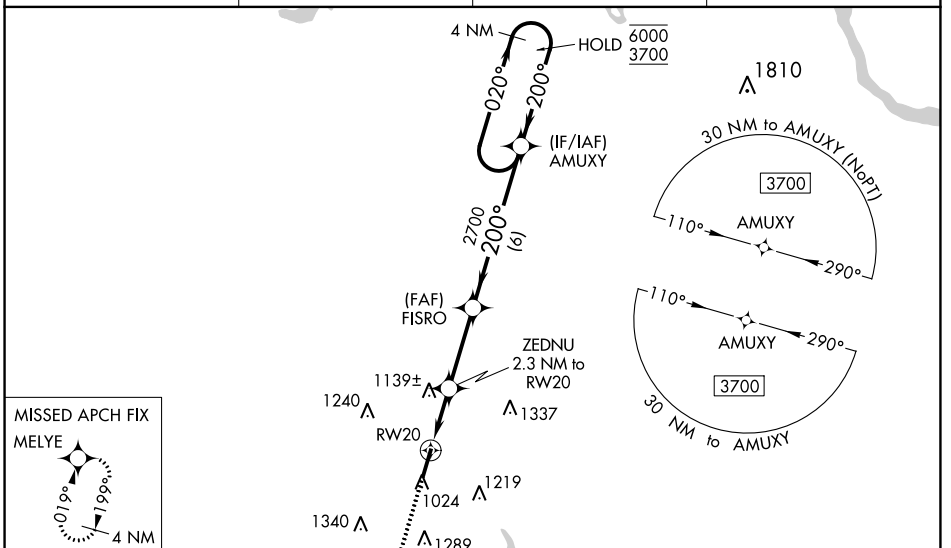 4 NM
HOLD
6000
3700
020°
200°
(IF/IAF)
AMUXY
2700
200°
(6)
(FAF)
FISRO
ZEDNU
2.3 NM to
RW20
1139±
1240
1337
RW20
1024
1219
1340
1289
1810
30 NM to AMUXY (NoPT)
3700
AMUXY
110°
290°
110°
290°
AMUXY
3700
30 NM to AMUXY
MISSED APCH FIX
MELYE
019°
199°
4 NM